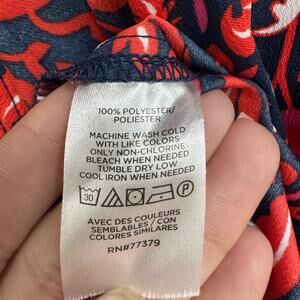 100% POLYESTER/
POLIÉSTER
MACHINE WASH COLD
WITH LIKE COLORS
ONLY NON-CHLORINE
BLEACH WHEN NEEDED
TUMBLE DRY LOW
COOL IRON WHEN NEEDED
30 P
AVEC DES COULEURS
SEMBLABLES / CON
COLORES SIMILARES
RN#77379